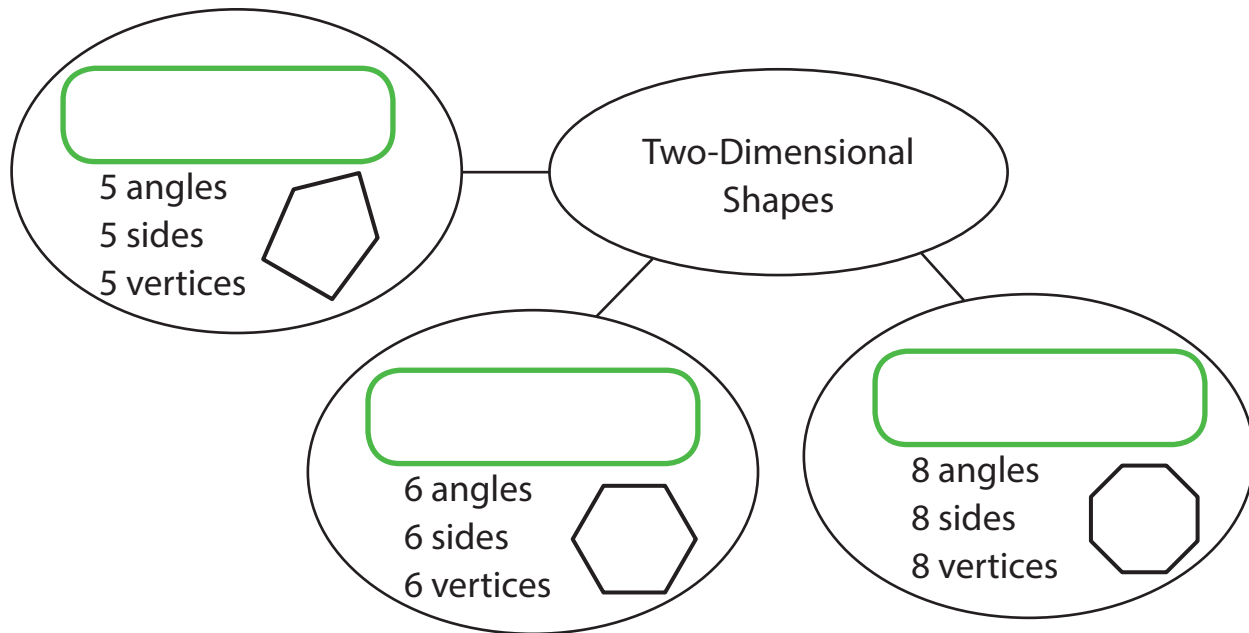 Two-Dimensional
Shapes
5 angles
5 sides
5 vertices
6 angles
6 sides
6 vertices
8 angles
8 sides
8 vertices